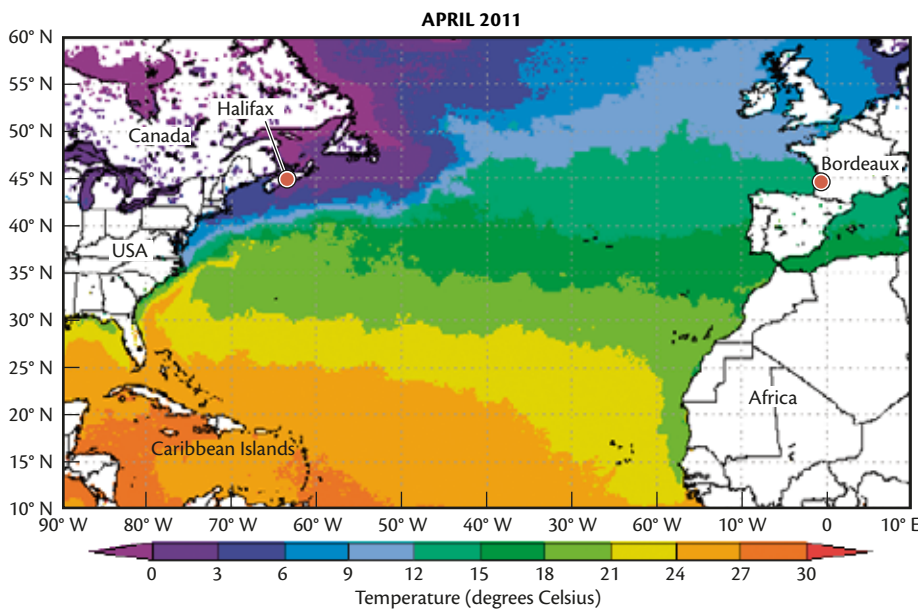 APRIL 2011
60° N
55° N
50° N
45° N
40° N
35° N
30° N
25° N
20° N
15° N
10° N
Halifax
Canada
Bordeaux
USA
Africa
Caribbean Islands
90° W 80° W 70° W 60° W 50° W 40° W 30° W 60° W 10° W 0 10° E
0 3 6 9 12 15 18 21 24 27 30
Temperature (degrees Celsius)